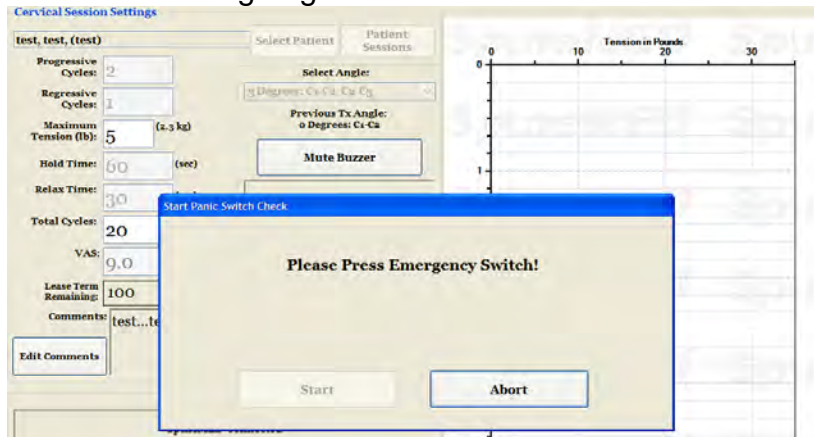 Cervical Session Settings
test, test, (test)
Select Patient
Patient Sessions
Progressive Cycles: 2
Regressive Cycles: 1
Maximum Tension (lb): 5 (2.3 kg)
Hold Time: 60 (sec)
Relax Time: 30
Total Cycles: 20
VAS: 9.0
Lease Term Remaining: 100
Comments: test...te
Edit Comments
Select Angle:
Previous Tx Angle:
0 Degrees: C1-C2
Mute Buzzer
Tension in Pounds
0 10 20 30
0
1
Start Panic Switch Check
Please Press Emergency Switch!
Start
Abort